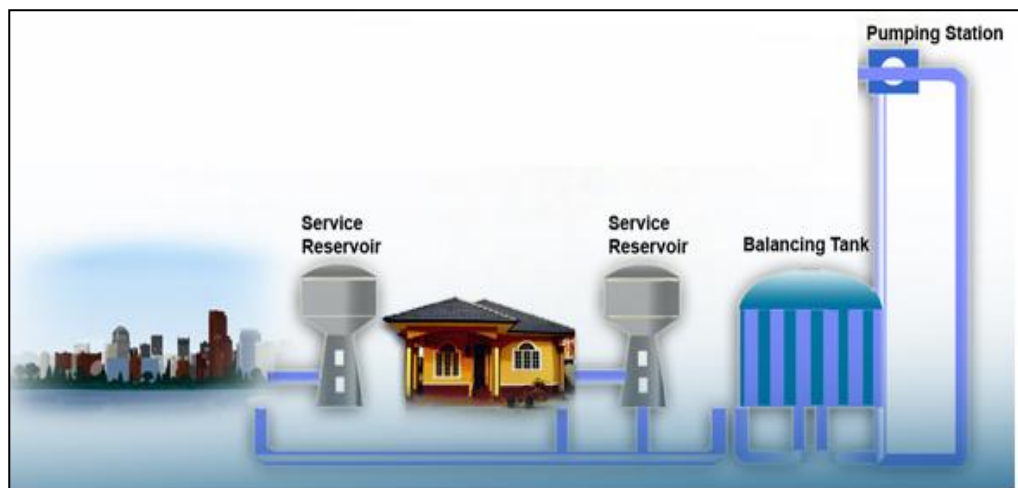 Pumping Station
Service
Reservoir
Service
Reservoir
Balancing Tank